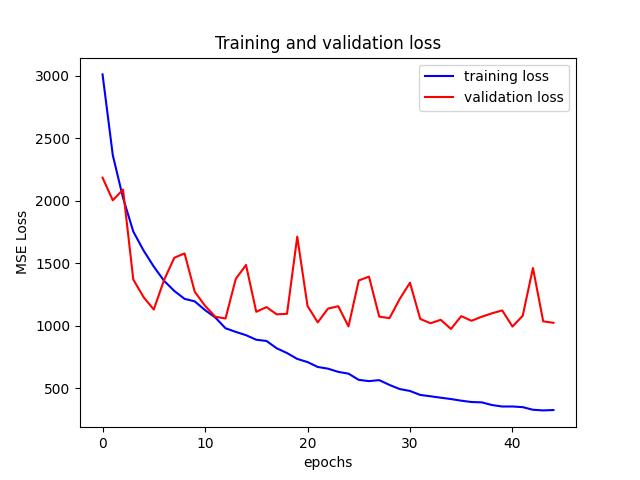 Training and validation loss
training loss
validation loss
3000
2500
2000
1500
1000
500
MSE Loss
0
10
20
30
40
epochs